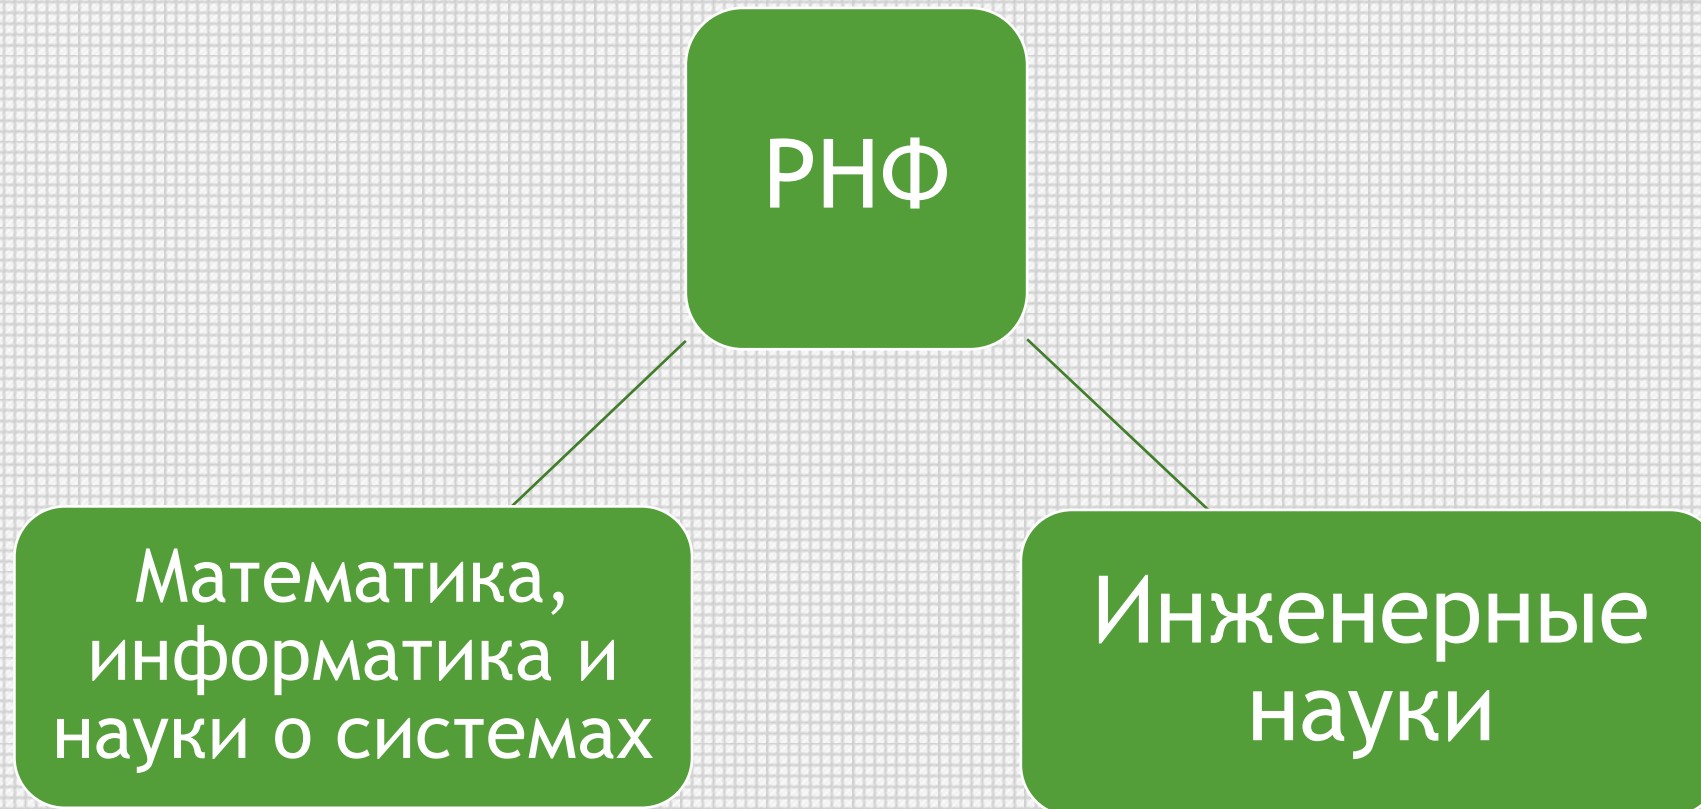 РНФ
Математика,
информатика и
науки о системах
Инженерные
науки